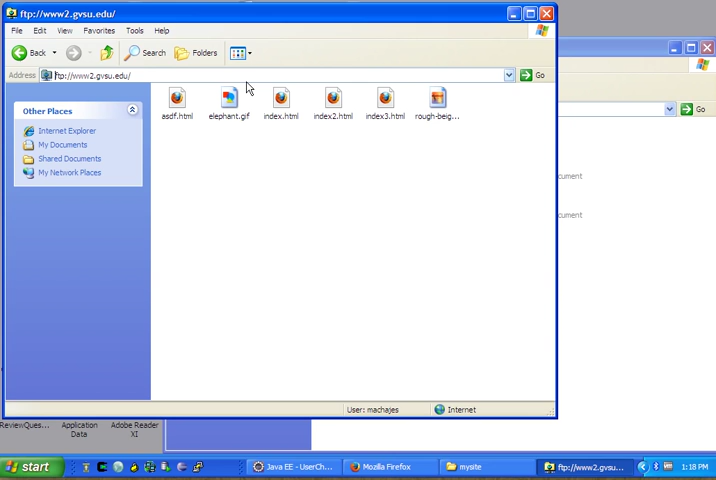 ftp://www2.gvsu.edu/
File Edit View Favorites Tools Help
Back Search Folders
Address ftp://www2.gvsu.edu/ Go
Go
Other Places
Internet Explorer
My Documents
Shared Documents
My Network Places
asdf.html elephant.gif index.html index2.html index3.html rough-beig...
cument
cument
User: machajes Internet
ReviewQues... Application Data Adobe Reader XI
start Java EE - UserCh... Mozilla Firefox mysite ftp://www2.gvsu... 1:18 PM